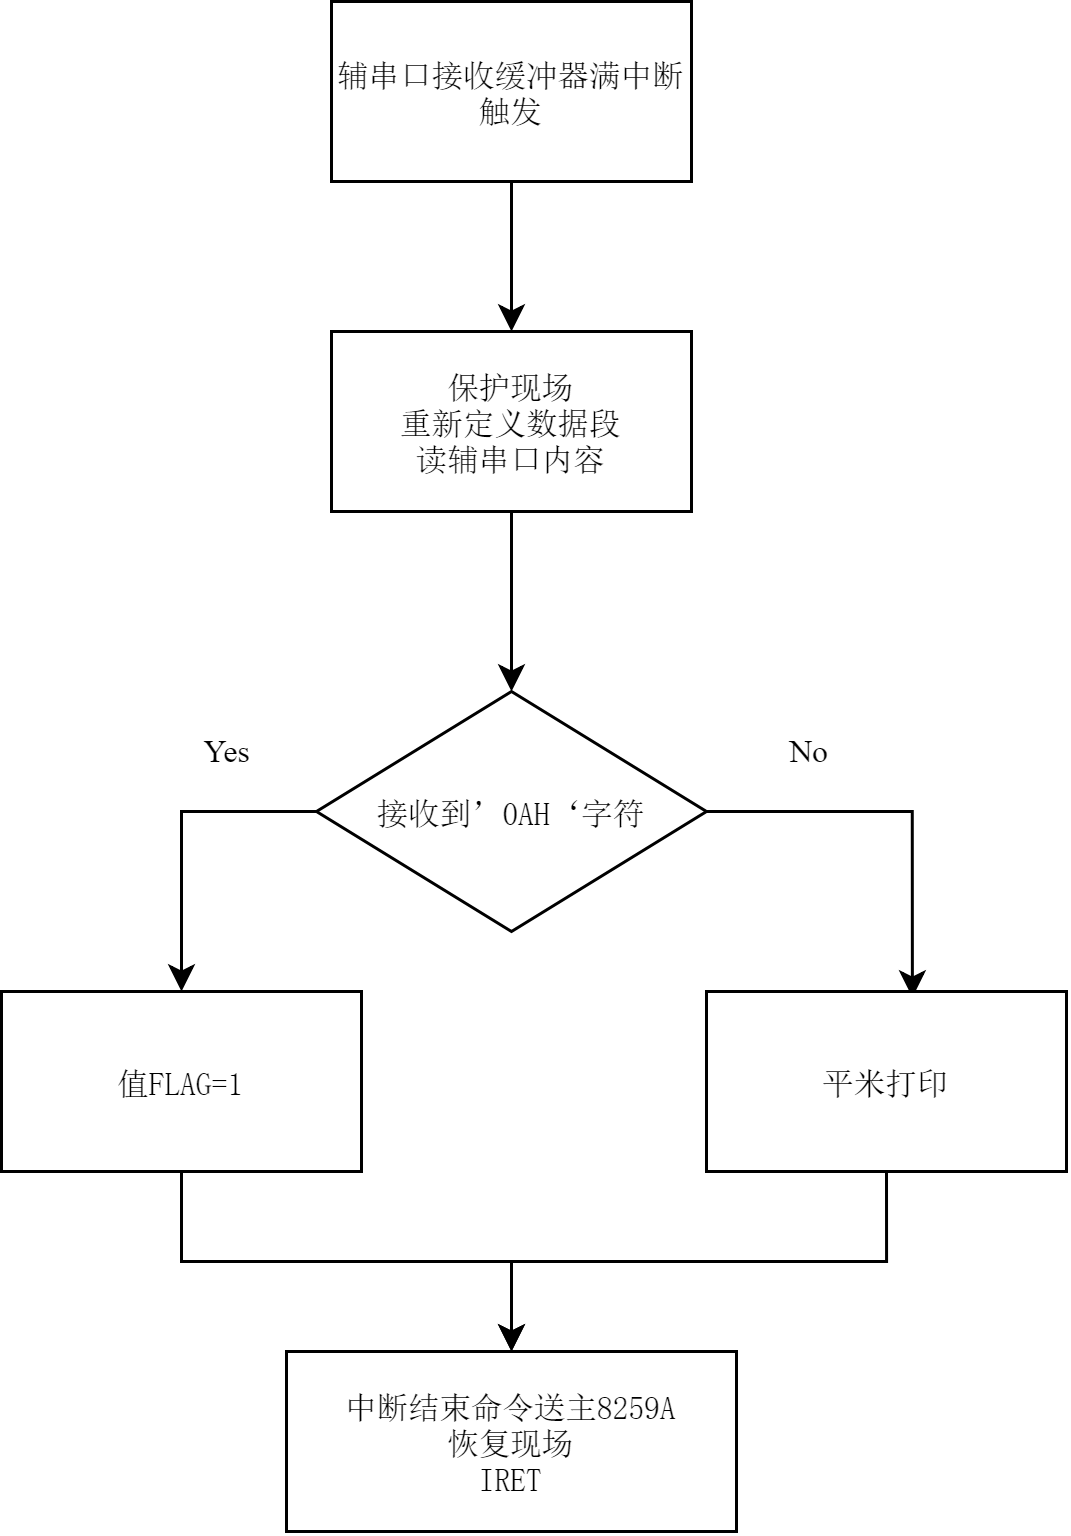 辅串口接收缓冲器满中断
触发
保护现场
重新定义数据段
读辅串口内容
Yes
No
接收到’0AH‘字符
值FLAG=1
平米打印
中断结束命令送主8259A
恢复现场
IRET